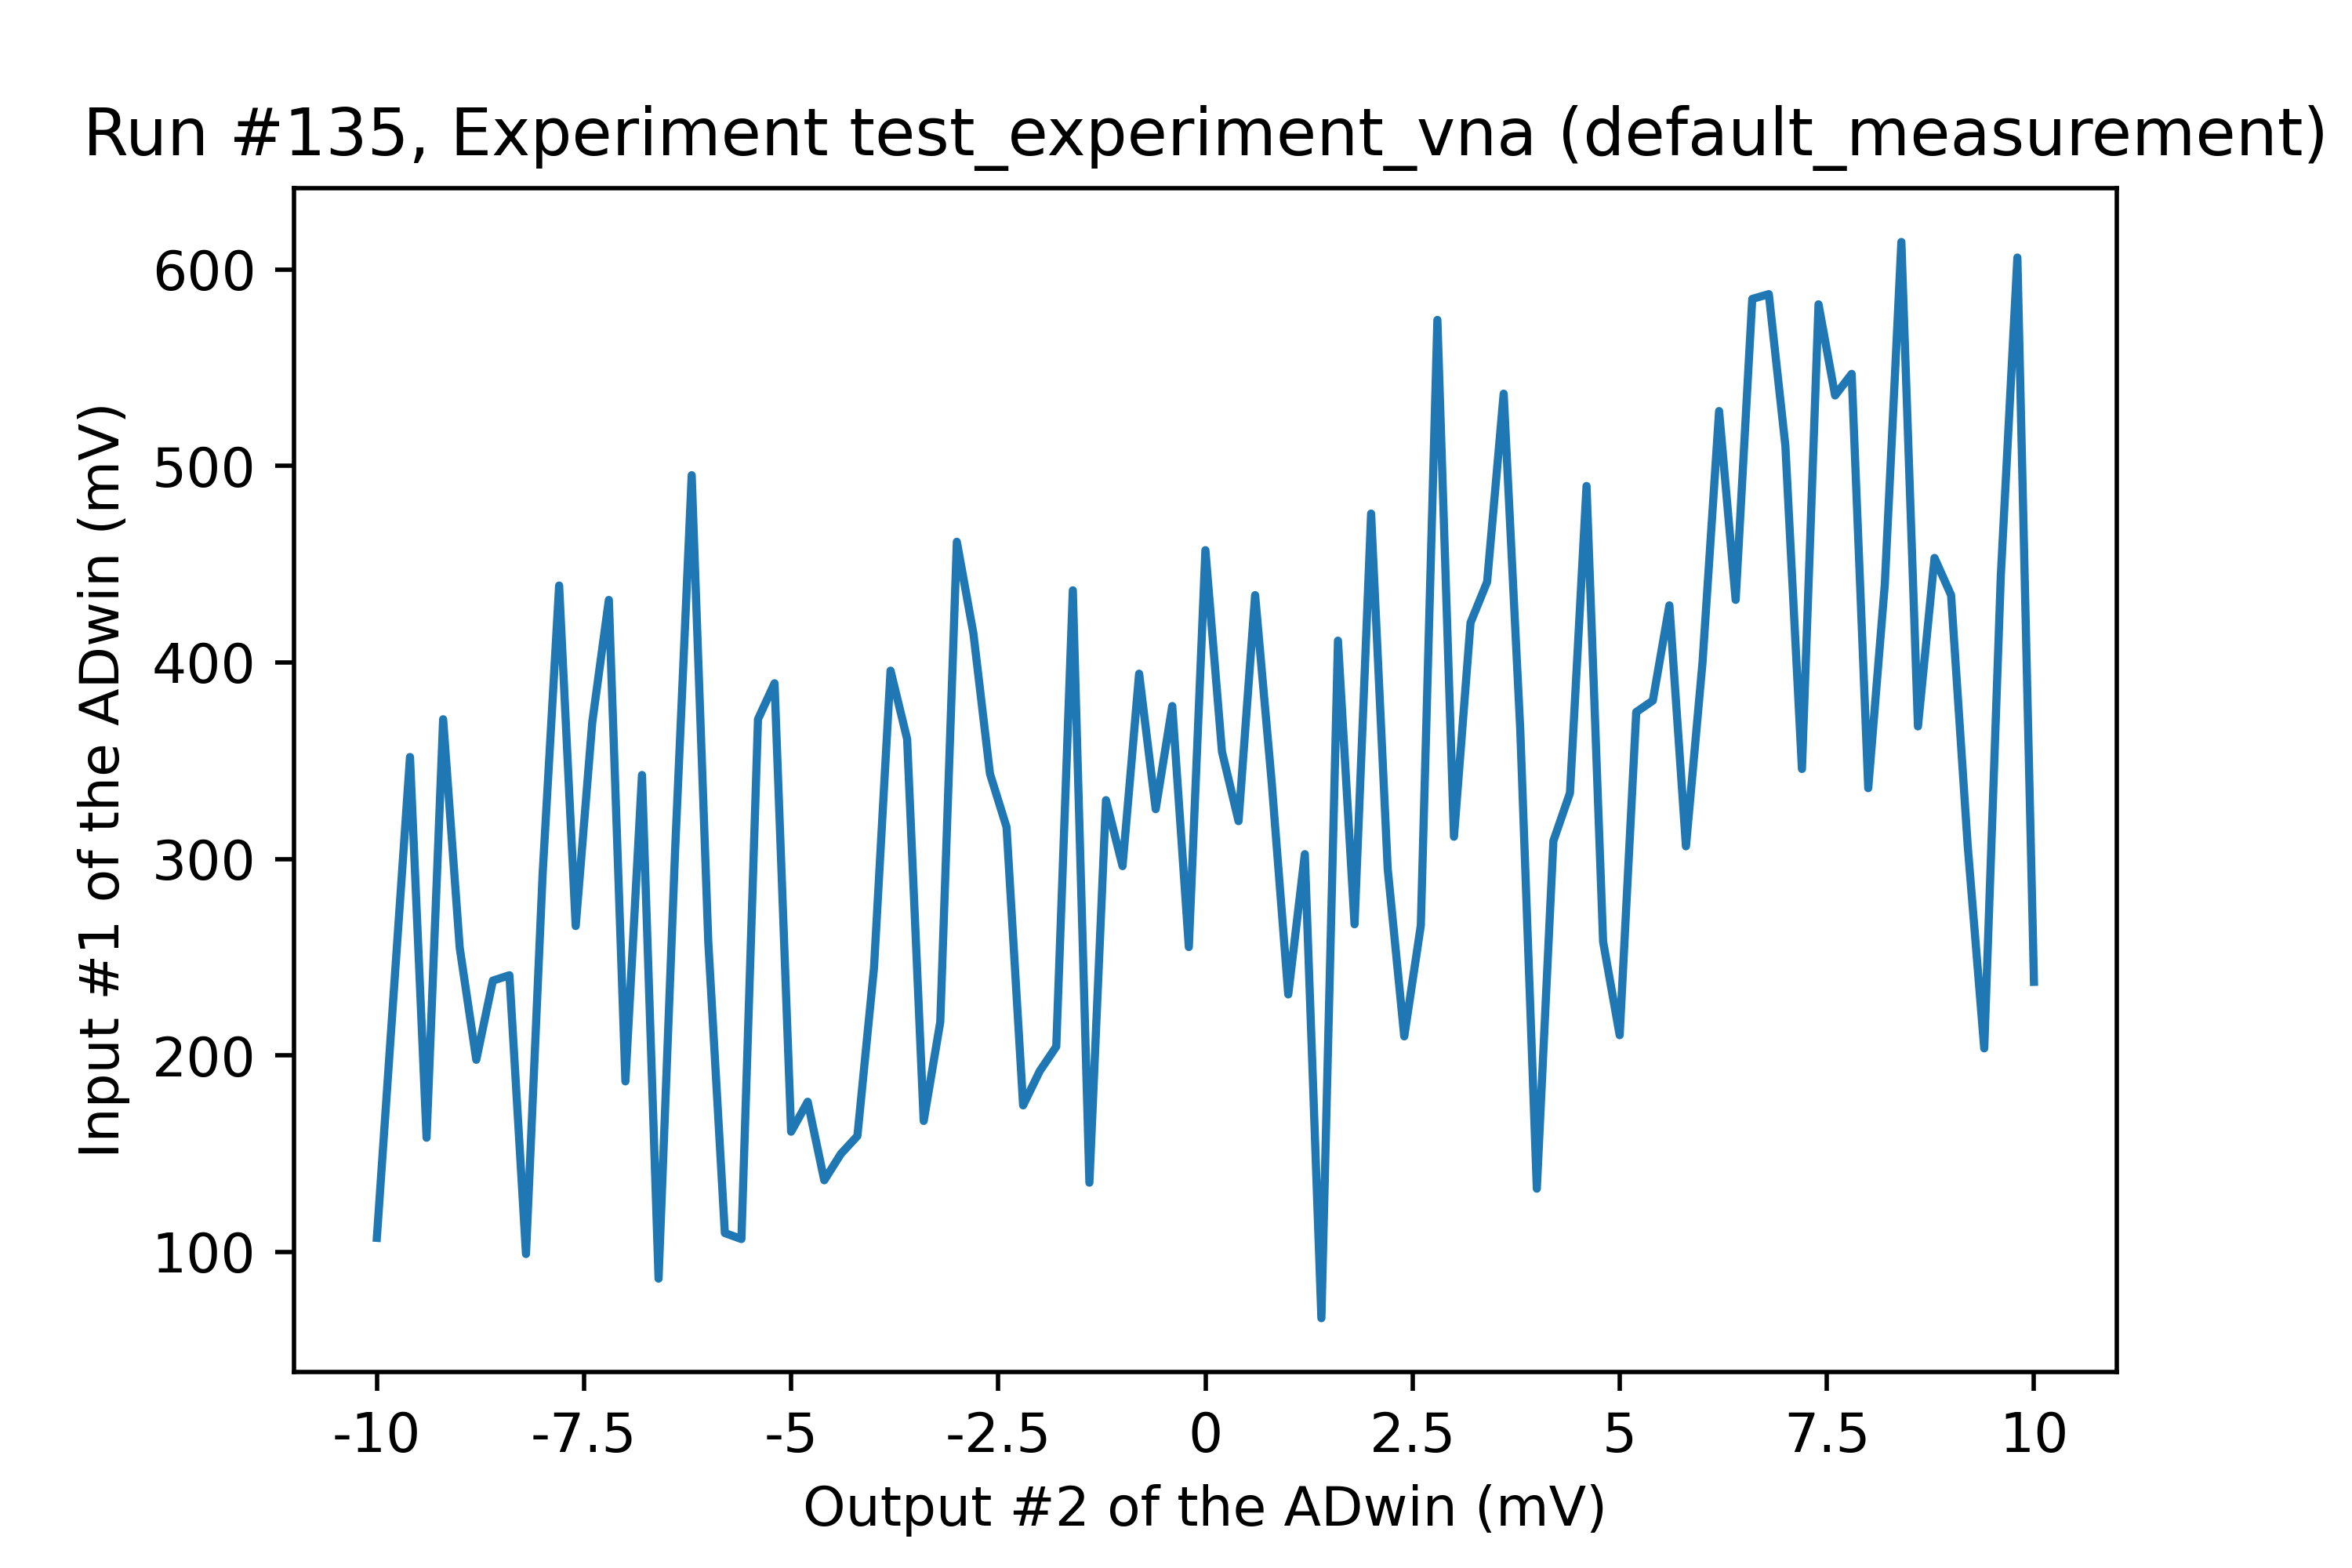 Run #135, Experiment test_experiment_vna (default_measurement)
Input #1 of the ADwin (mV)
600
500
400
300
200
100
-10 -7.5 -5 -2.5 0 2.5 5 7.5 10
Output #2 of the ADwin (mV)